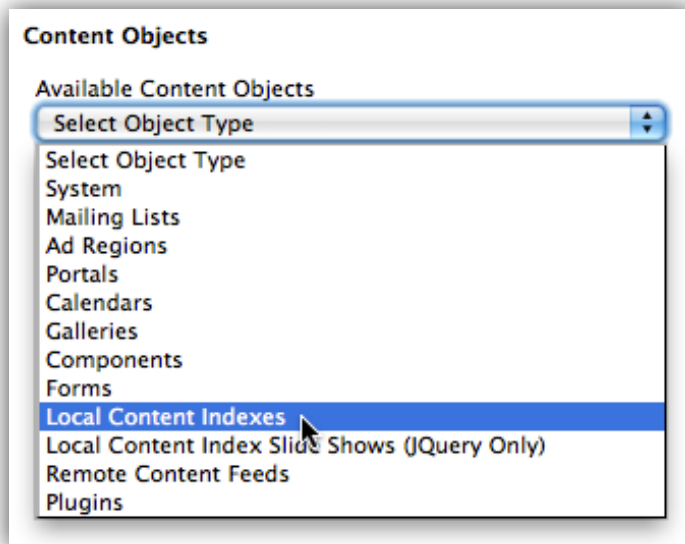 Content Objects
Available Content Objects
Select Object Type
Select Object Type
System
Mailing Lists
Ad Regions
Portals
Calendars
Galleries
Components
Forms
Local Content Indexes
Local Content Index Slide Shows (JQuery Only)
Remote Content Feeds
Plugins